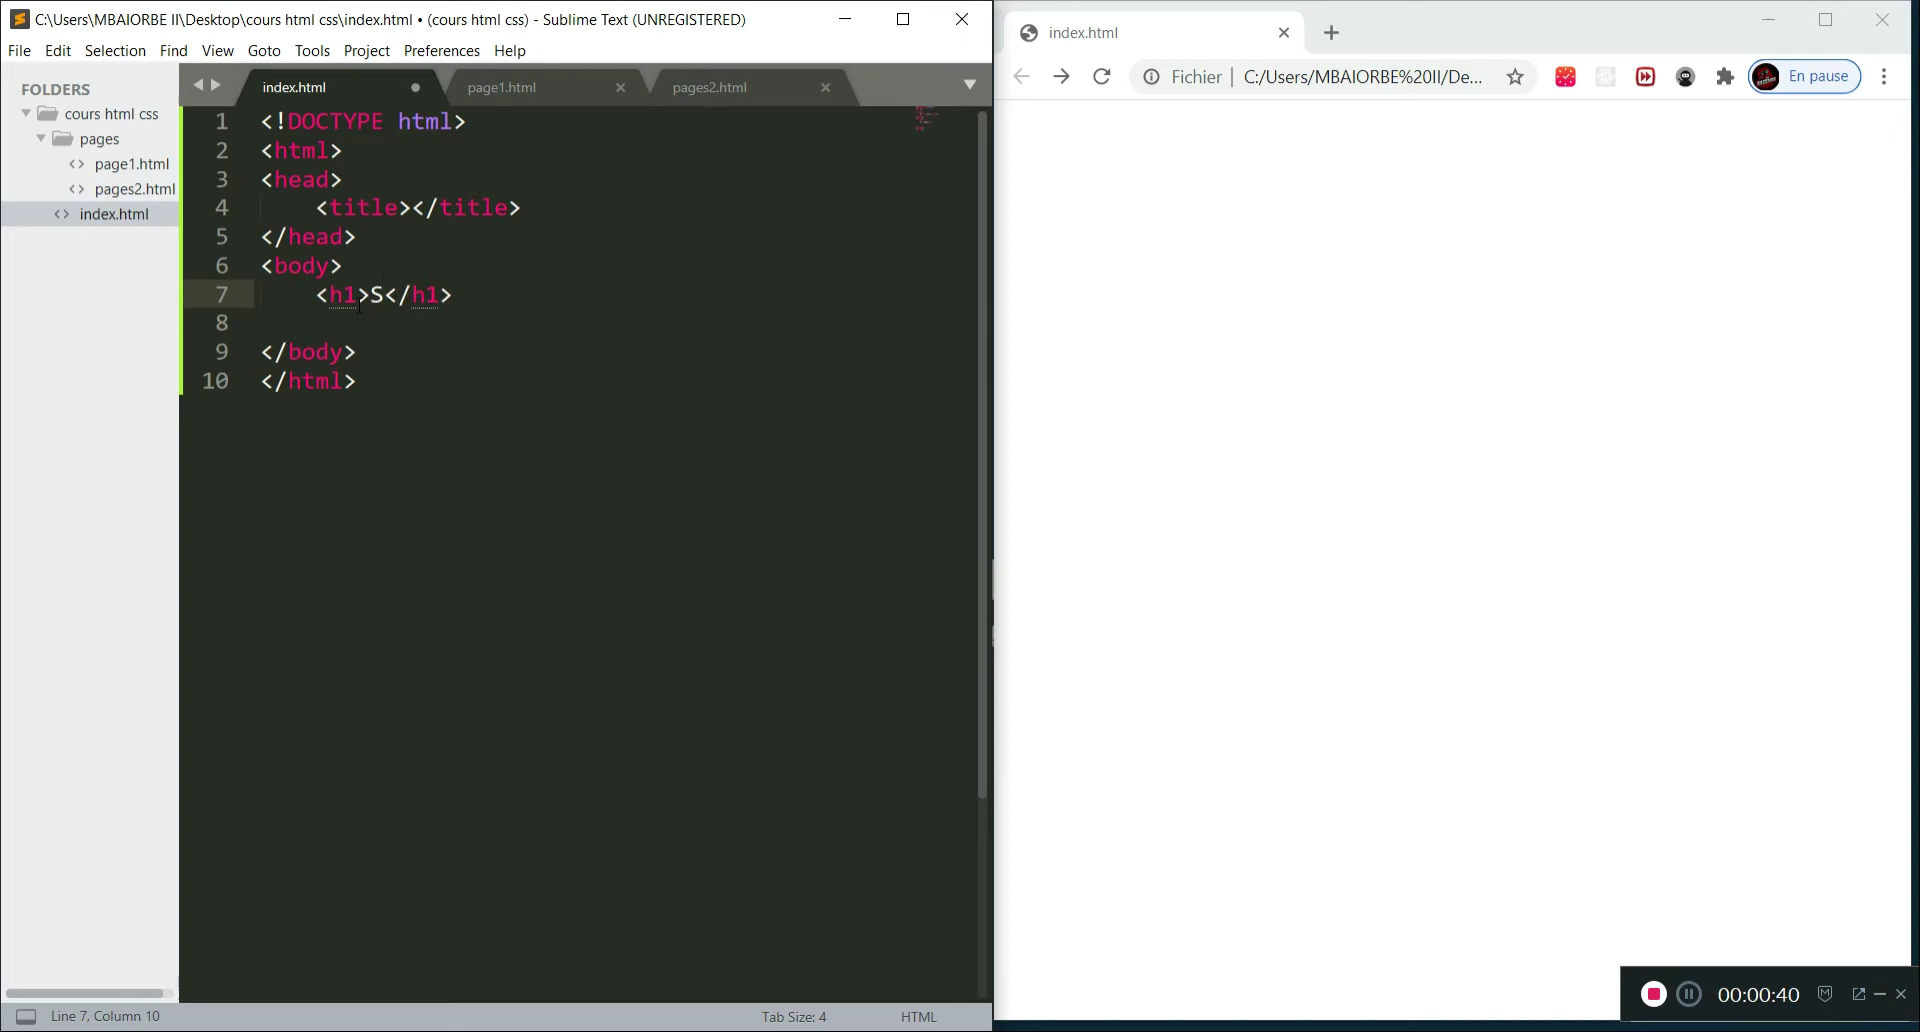 C:\Users\MBAIORBE II\Desktop\cours html css\index.html • (cours html css) - Sublime Text (UNREGISTERED)
File Edit Selection Find View Goto Tools Project Preferences Help
FOLDERS
cours html css
pages
page1.html
pages2.html
index.html
index.html page1.html pages2.html
1 <!DOCTYPE html>
2 <html>
3 <head>
4 <title></title>
5 </head>
6 <body>
7 <h1>S</h1>
8
9 </body>
10 </html>
Line 7, Column 10 Tab Size: 4 HTML
index.html
Fichier C:/Users/MBAIORBE%20II/De... En pause
00:00:40